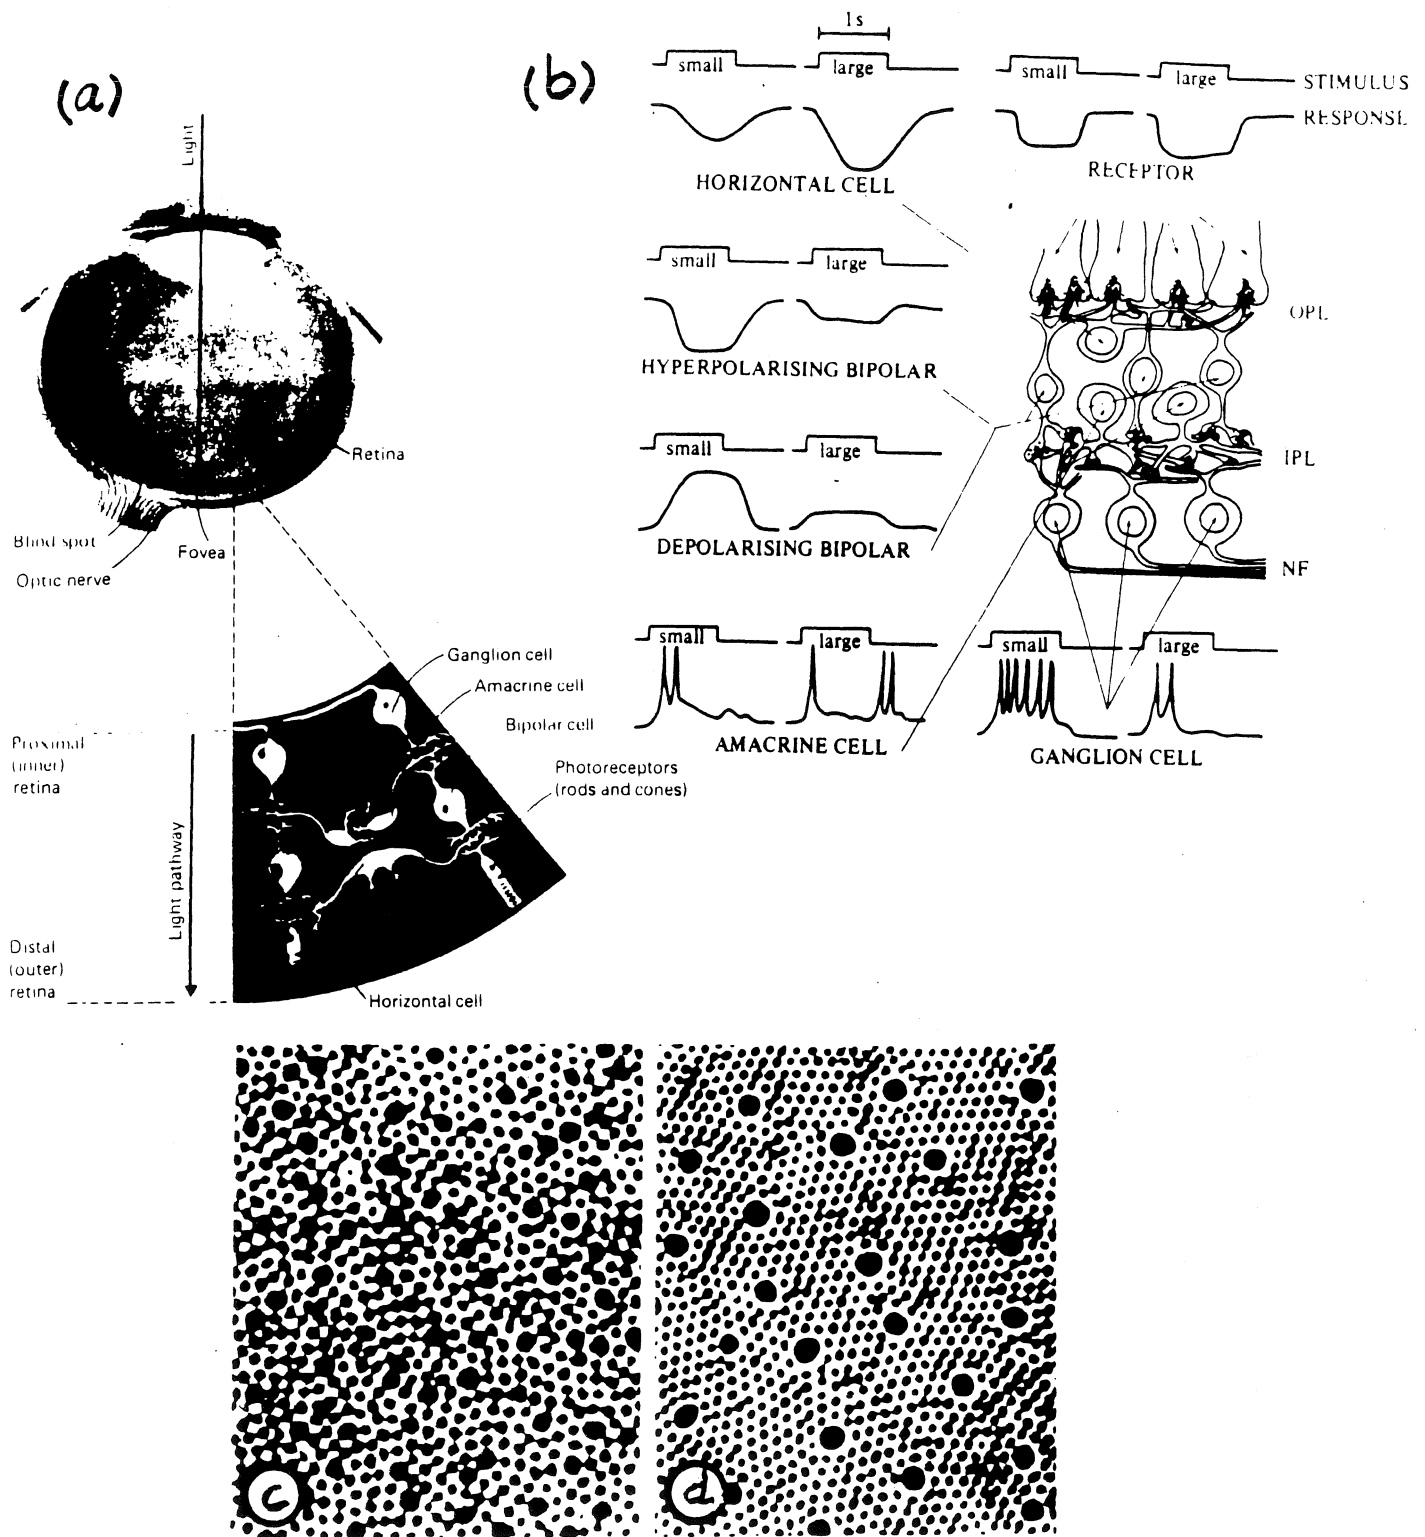 (a)
Light
Retina
Blind spot
Fovea
Optic nerve
Ganglion cell
Amacrine cell
Bipolar cell
Photoreceptors
(rods and cones)
Proximal
(inner)
retina
Light pathway
Distal
(outer)
retina
Horizontal cell
(b)
1s
small
large
small
large
STIMULUS
RESPONSE
HORIZONTAL CELL
RECEPTOR
small
large
HYPERPOLARISING BIPOLAR
OPL
small
large
DEPOLARISING BIPOLAR
IPL
NF
small
large
AMACRINE CELL
small
large
GANGLION CELL
c
d